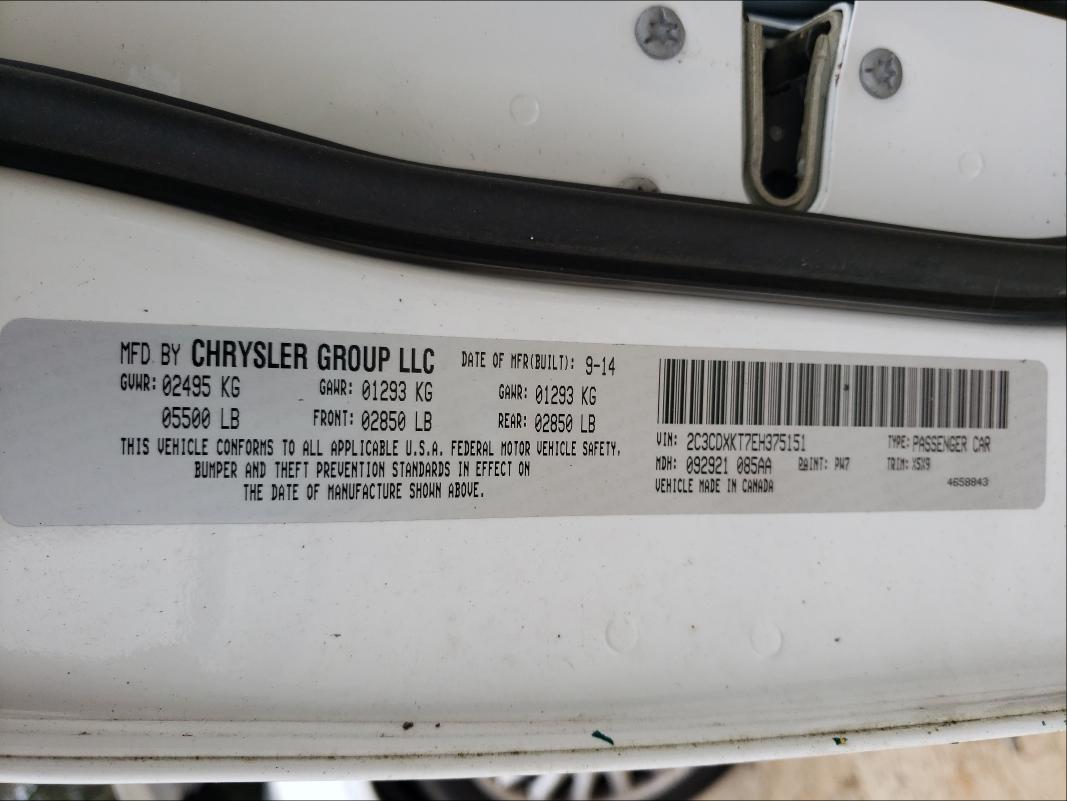 MFD BY CHRYSLER GROUP LLC DATE OF MFR(BUILT): 9-14
GVWR: 02495 KG GAWR: 01293 KG GAWR: 01293 KG
05500 LB FRONT: 02850 LB REAR: 02850 LB
THIS VEHICLE CONFORMS TO ALL APPLICABLE U.S.A. FEDERAL MOTOR VEHICLE SAFETY,
BUMPER AND THEFT PREVENTION STANDARDS IN EFFECT ON
THE DATE OF MANUFACTURE SHOWN ABOVE.
VIN: 2C3CDXKT7EH375151 TYPE: PASSENGER CAR
MDH: 092921 085AA PAINT: PW7 TRIM: XSX9
VEHICLE MADE IN CANADA 4658843